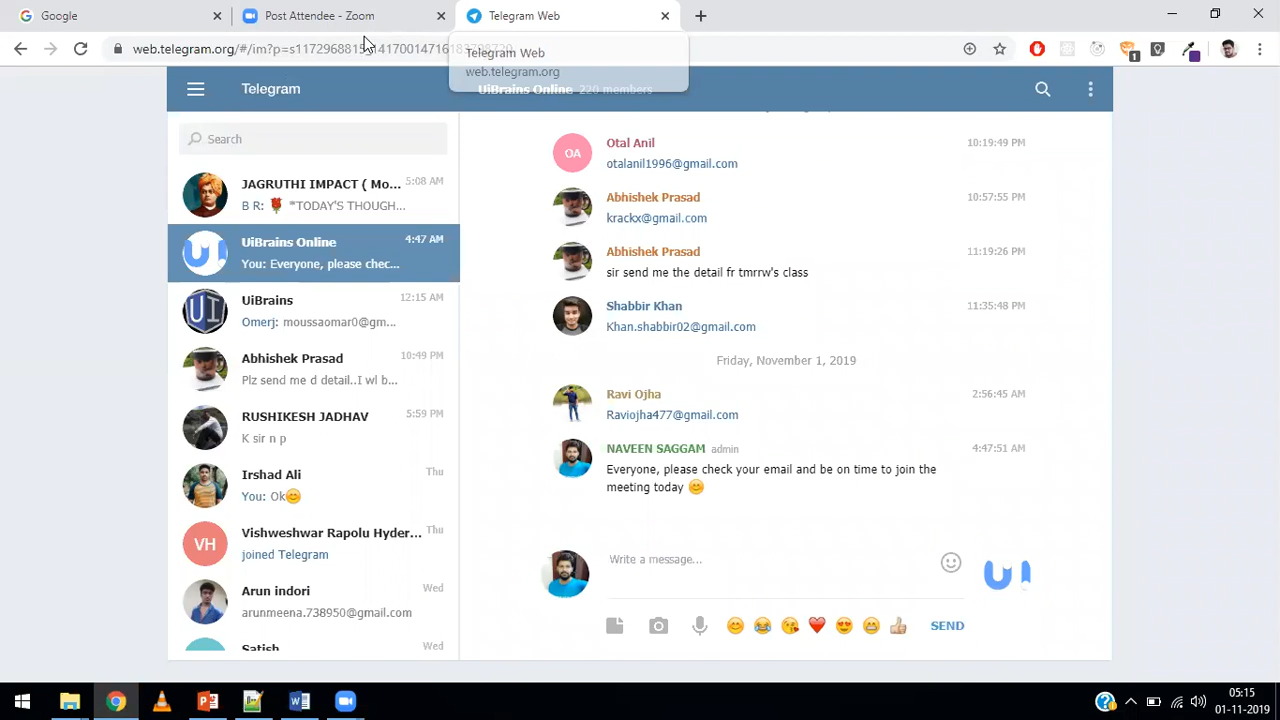 Google
Post Attendee - Zoom
Telegram Web
web.telegram.org/#/im?p=s1172968815
Telegram Web
web.telegram.org
Telegram
UiBrains Online 220 members
Search
JAGRUTHI IMPACT ( Mo... 5:08 AM
B R: 🌹 "TODAY'S THOUGH...
UiBrains Online 4:47 AM
You: Everyone, please chec...
UiBrains 12:15 AM
Omerj: moussaomar0@gm...
Abhishek Prasad 10:49 PM
Plz send me d detail..I wl b...
RUSHIKESH JADHAV 5:59 PM
K sir n p
Irshad Ali Thu
You: Ok😊
VH
Vishweshwar Rapolu Hyder... Thu
joined Telegram
Arun indori Wed
arunmeena.738950@gmail.com
Satish Wed
OA
Otal Anil 10:19:49 PM
otalanil1996@gmail.com
Abhishek Prasad 10:57:55 PM
krackx@gmail.com
Abhishek Prasad 11:19:26 PM
sir send me the detail fr tmrrw's class
Shabbir Khan 11:35:48 PM
Khan.shabbir02@gmail.com
Friday, November 1, 2019
Ravi Ojha 2:56:45 AM
Raviojha477@gmail.com
NAVEEN SAGGAM admin 4:47:51 AM
Everyone, please check your email and be on time to join the
meeting today 😊
Write a message...
SEND
05:15
01-11-2019